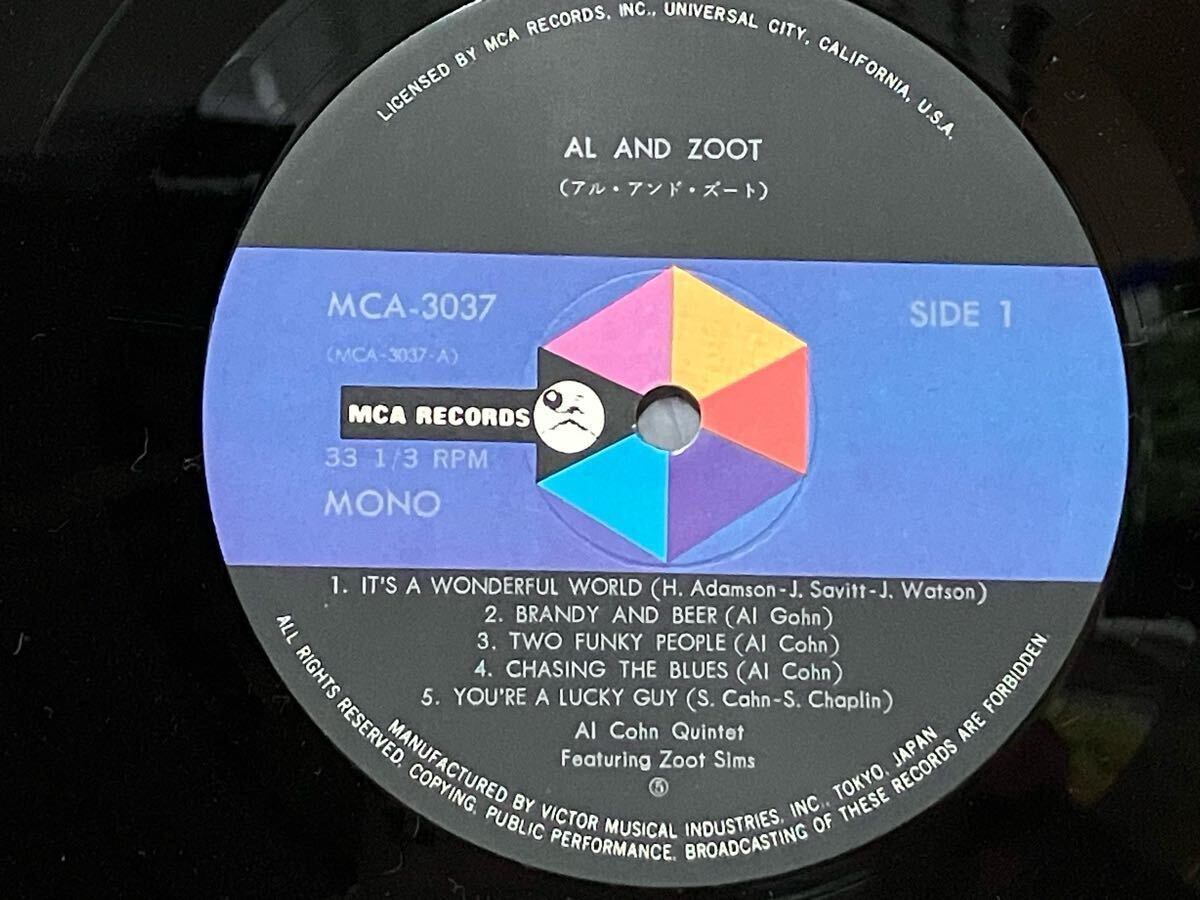 LICENSED BY MCA RECORDS, INC., UNIVERSAL CITY, CALIFORNIA, U.S.A.
AL AND ZOOT
(アル・アンド・ズート)
MCA-3037
SIDE 1
(MCA-3037-A)
MCA RECORDS
33 1/3 RPM
MONO
1. IT'S A WONDERFUL WORLD (H. Adamson-J. Savitt-J. Watson)
2. BRANDY AND BEER (Al Gohn)
3. TWO FUNKY PEOPLE (Al Cohn)
4. CHASING THE BLUES (Al Cohn)
5. YOU'RE A LUCKY GUY (S. Cahn-S. Chaplin)
Al Cohn Quintet
Featuring Zoot Sims
MANUFACTURED BY VICTOR MUSICAL INDUSTRIES, INC., TOKYO, JAPAN
ALL RIGHTS RESERVED. COPYING, PUBLIC PERFORMANCE, BROADCASTING OF THESE RECORDS ARE FORBIDDEN.